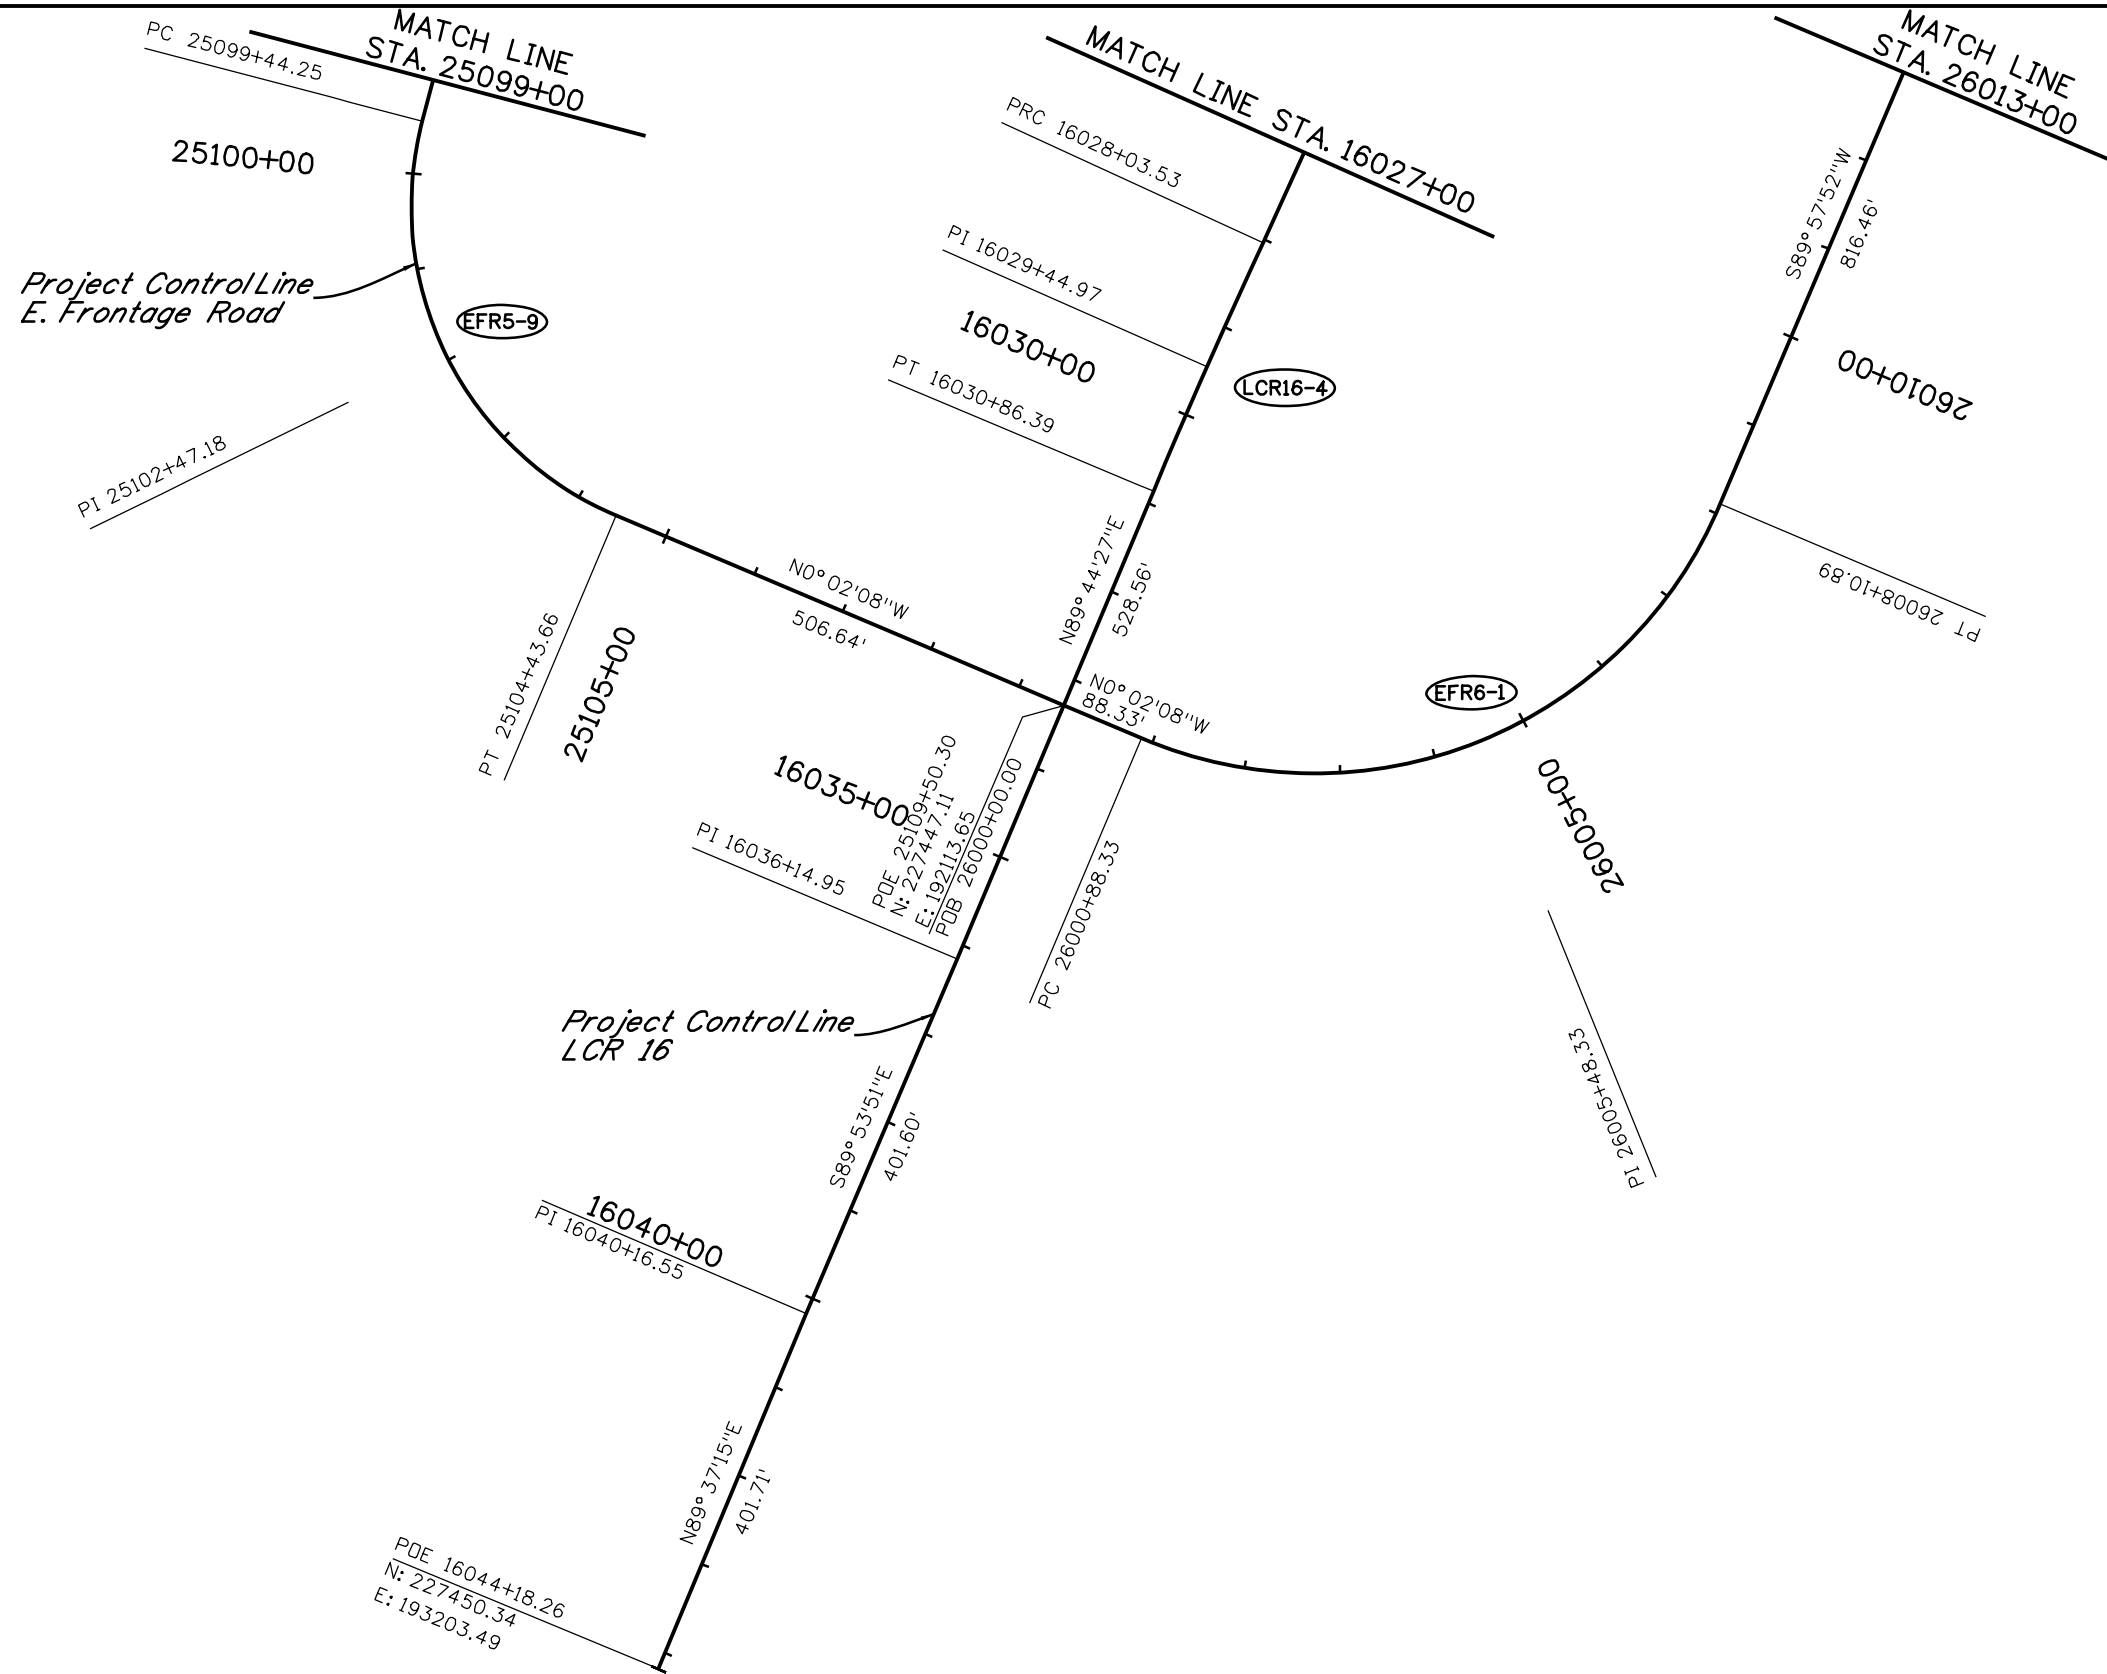 PC 25099+44.25
MATCH LINE
STA. 25099+00
25100+00
Project Control Line
E. Frontage Road
EFR5-9
PI 25102+47.18
PT 25104+43.66
25105+00
N0°02'08"W
506.64'
MATCH LINE STA. 16027+00
PRC 16028+03.53
PI 16029+44.97
16030+00
PT 16030+86.39
LCR16-4
N89°44'27"E
528.56'
N0°02'08"W
88.33'
16035+00
POE 25109+50.30
N: 227447.11
E: 192113.65
POB 26000+00.00
PI 16036+14.95
PC 26000+88.33
Project Control Line
LCR 16
S89°53'51"E
401.60'
16040+00
PI 16040+16.55
N89°37'15"E
401.71'
POE 16044+18.26
N: 227450.34
E: 193203.49
MATCH LINE
STA. 26013+00
S89°57'52"W
816.46'
26010+00
PT 26008+10.89
EFR6-1
26005+00
PI 26005+48.33